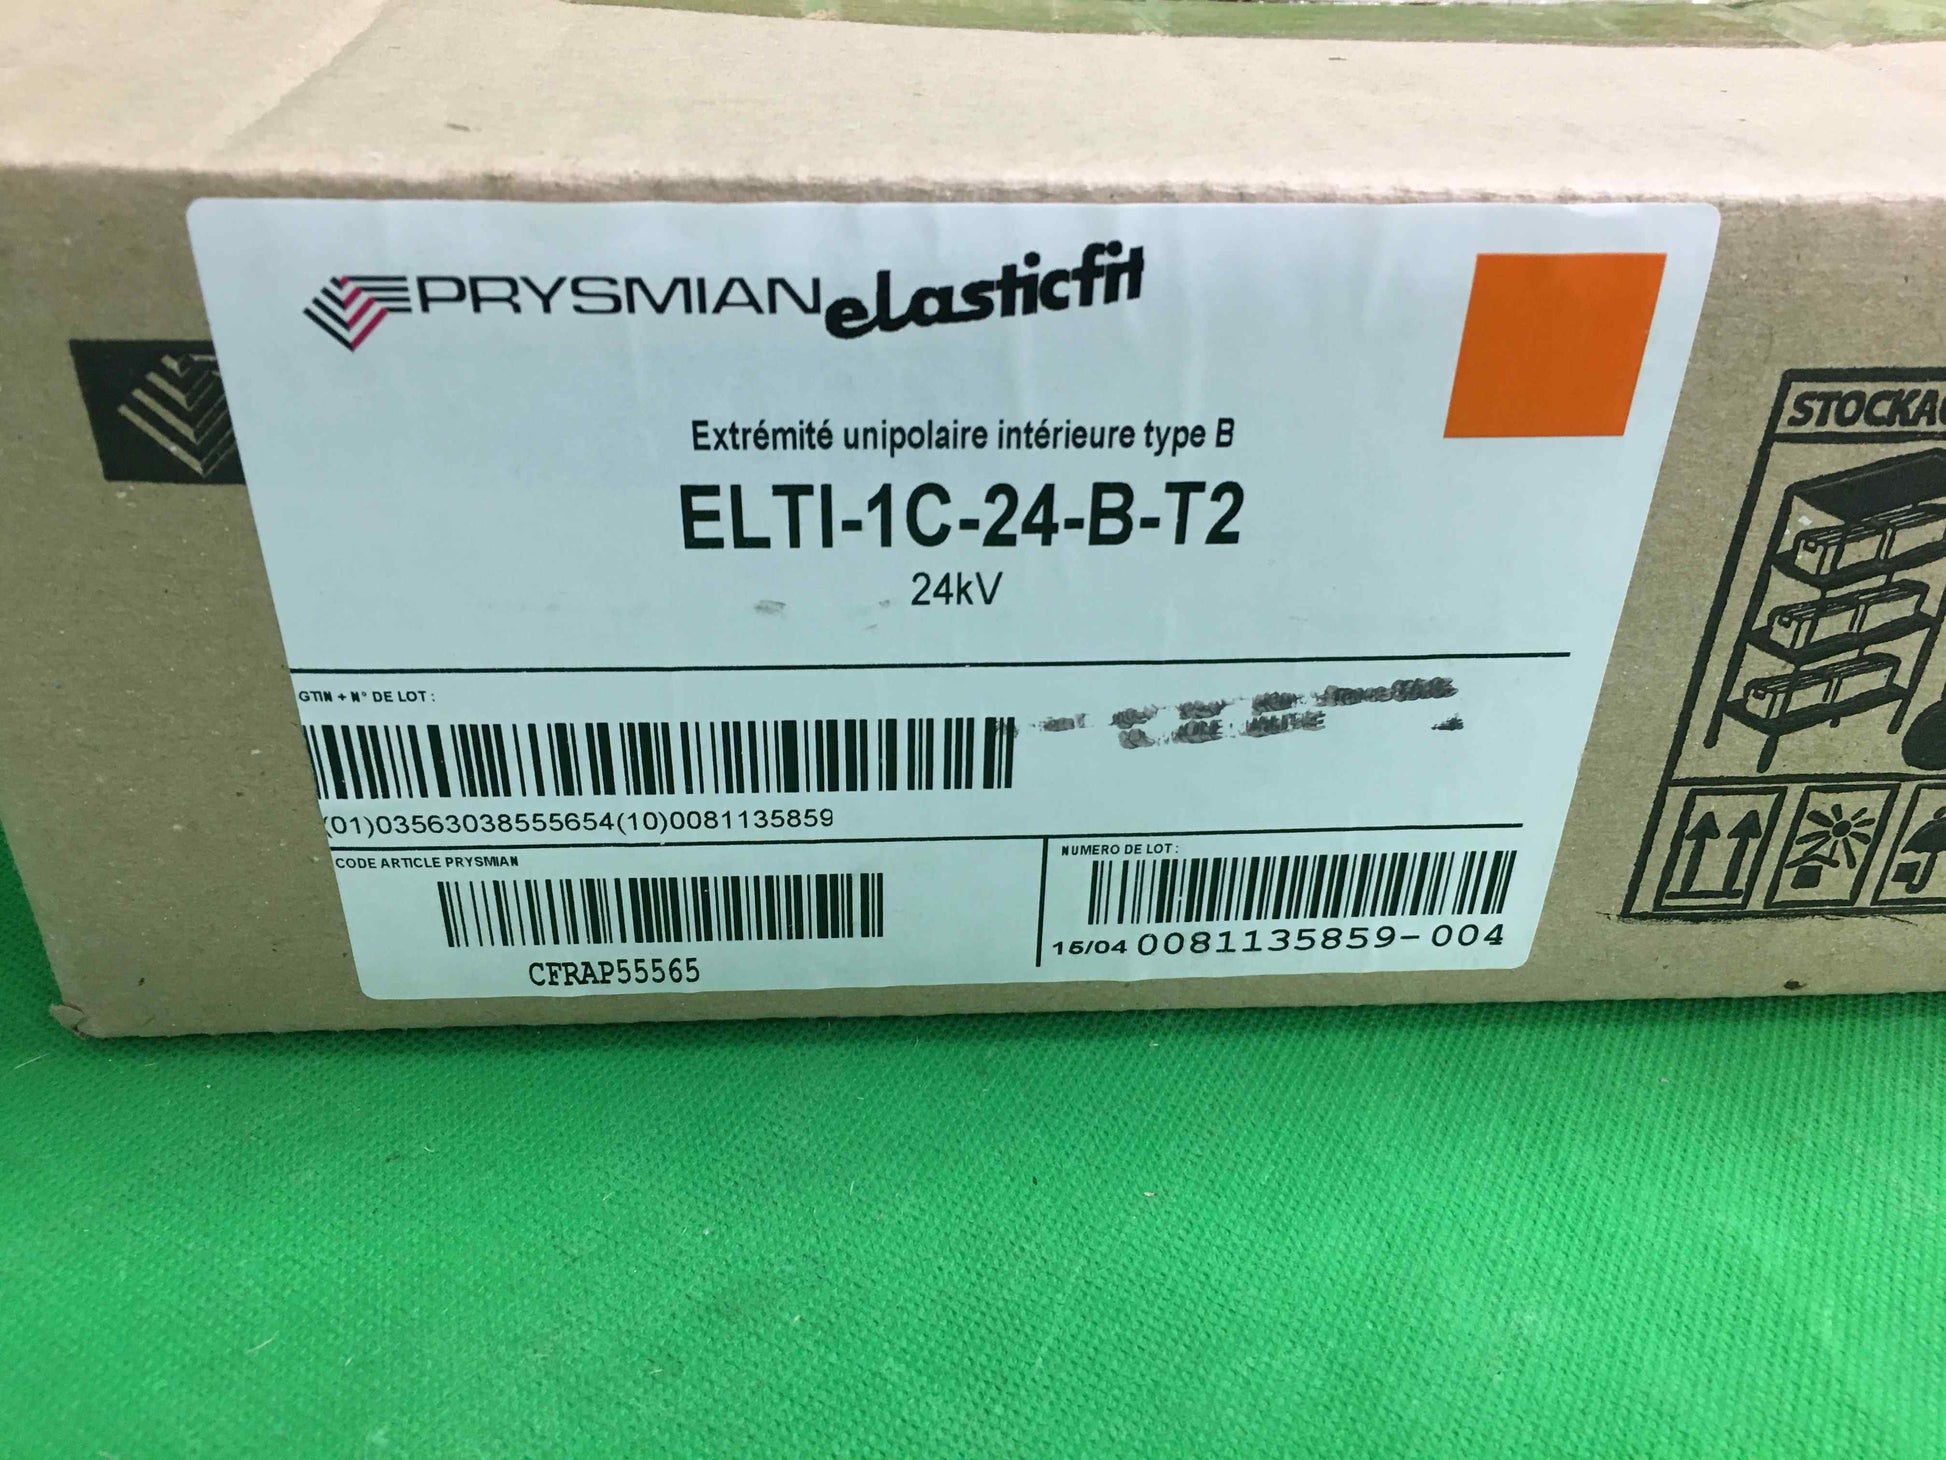 PRYSMIAN elasticfit
Extrémité unipolaire intérieure type B
ELTI-1C-24-B-T2
24kV
GTIN + N° DE LOT :
(01)03563038555654(10)0081135859
CODE ARTICLE PRYSMIAN
CFRAP55565
NUMERO DE LOT :
15/04 0081135859-004